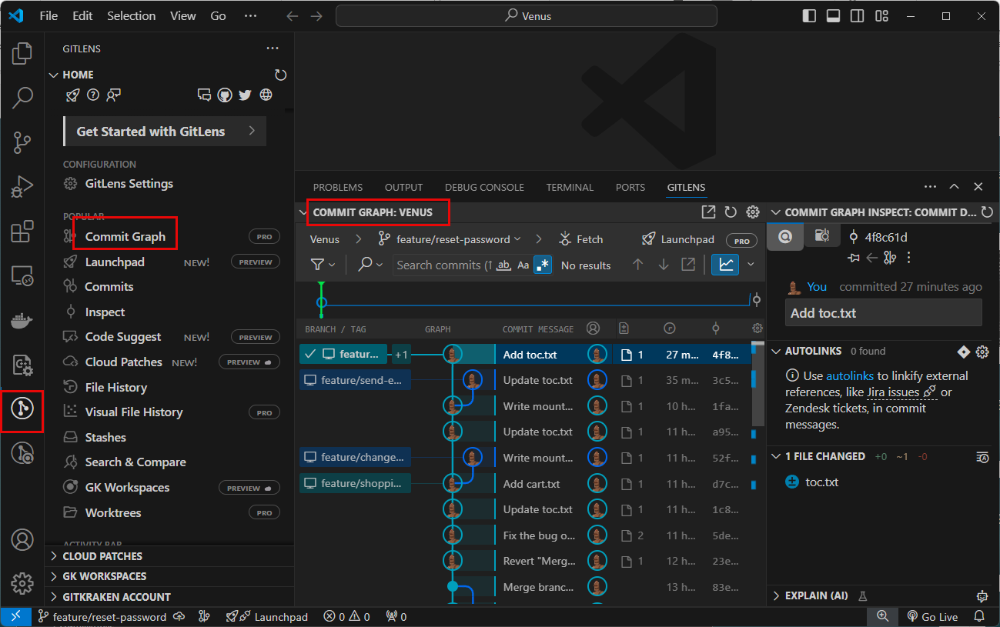 File Edit Selection View Go ··· Venus
GITLENS ···
HOME
Get Started with GitLens
CONFIGURATION
GitLens Settings
POPULAR
Commit Graph PRO
Launchpad NEW! PREVIEW
Commits
Inspect
Code Suggest NEW! PREVIEW
Cloud Patches NEW! PREVIEW
File History
Visual File History PRO
Stashes
Search & Compare
GK Workspaces PREVIEW
Worktrees PRO
ACTIVITY BAR
CLOUD PATCHES
GK WORKSPACES
GITKRAKEN ACCOUNT
PROBLEMS OUTPUT DEBUG CONSOLE TERMINAL PORTS GITLENS ···
COMMIT GRAPH: VENUS
Venus feature/reset-password Fetch Launchpad PRO
Search commits (↑ ab, Aa .* No results
BRANCH / TAG GRAPH COMMIT MESSAGE
featur... +1 Add toc.txt 1 27 m... 4f8...
feature/send-e... Update toc.txt 1 35 m... 3c5...
Write mount... 1 10 h... 1fa...
Update toc.txt 1 11 h... a95...
feature/change... Write mount... 1 11 h... 52f...
feature/shoppi... Add cart.txt 1 11 h... d7c...
Update toc.txt 1 11 h... 1c8...
Fix the bug o... 2 11 h... 5de...
Revert "Merg... 1 12 h... 23e...
Merge branc... 13 h... 83e...
COMMIT GRAPH INSPECT: COMMIT D...
4f8c61d
You committed 27 minutes ago
Add toc.txt
AUTOLINKS 0 found
Use autolinks to linkify external
references, like Jira issues or
Zendesk tickets, in commit
messages.
1 FILE CHANGED +0 ~1 -0
toc.txt
EXPLAIN (AI)
feature/reset-password Launchpad 0 0 0 Go Live